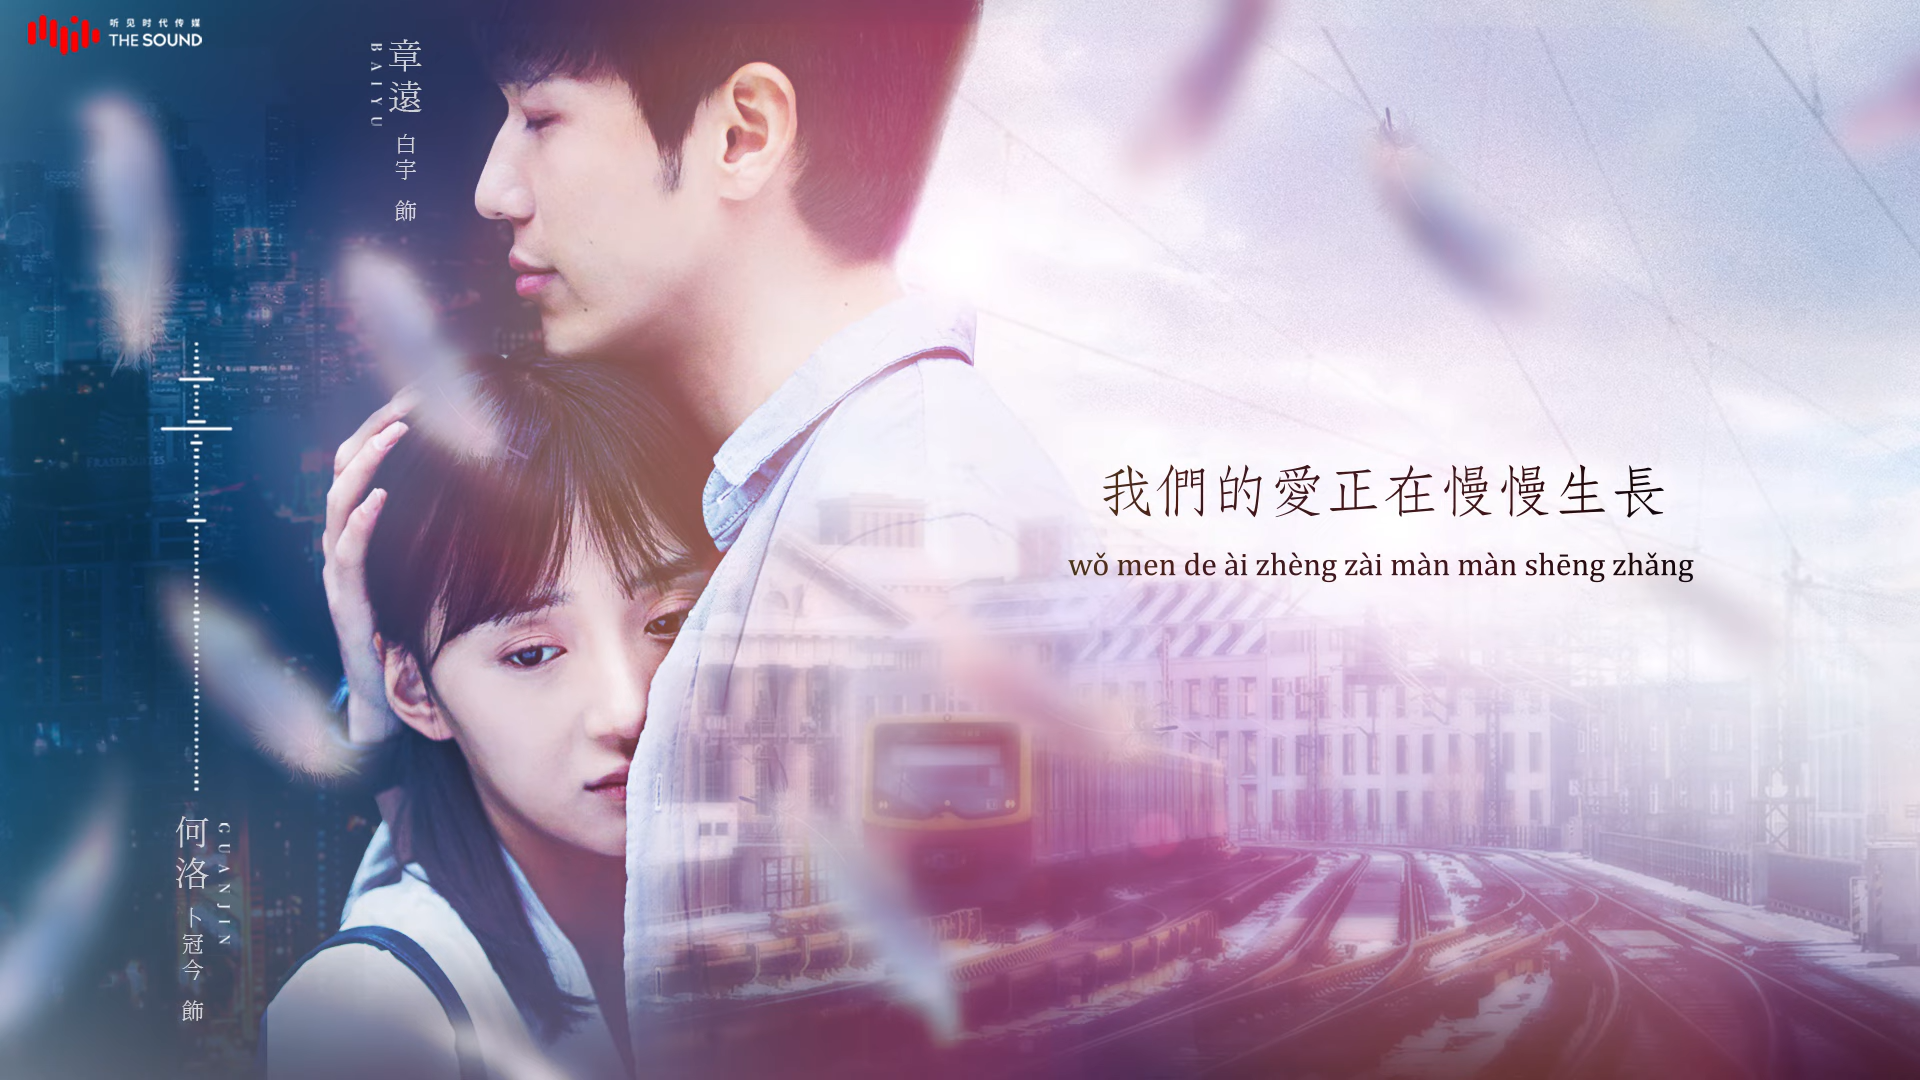 听见时代传媒
THE SOUND
章遠 白宇 飾
BAIYU
我們的愛正在慢慢生長
wǒ men de ài zhèng zài màn màn shēng zhǎng
何洛 卜冠今 飾
GUANJIN
FRASER SUITES